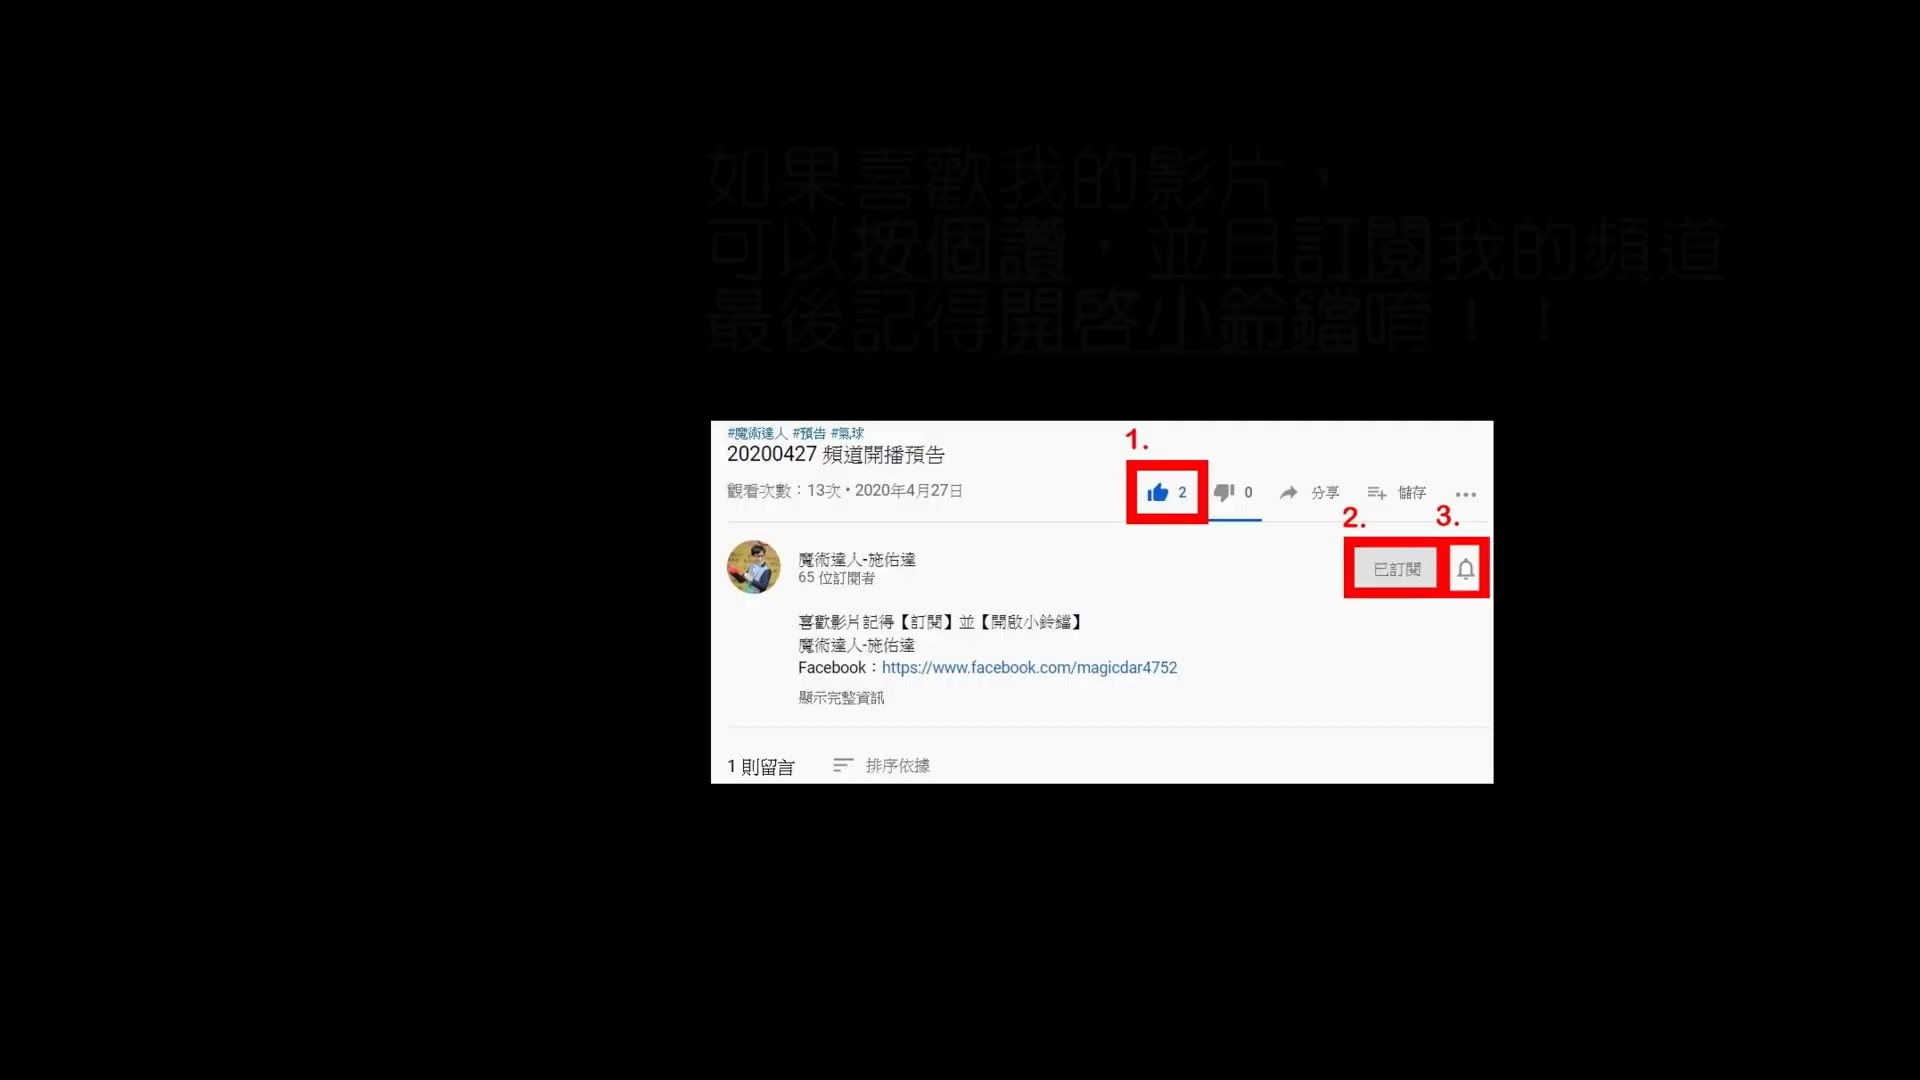 如果喜歡我的影片，
可以按個讚，並且訂閱我的頻道
最後記得開啓小鈴鐺唷！！
#魔術達人 #預告 #氣球
20200427 頻道開播預告
觀看次數：13次 • 2020年4月27日
1.
2
0
分享
儲存
2.
3.
魔術達人-施佑達
65 位訂閱者
已訂閱
喜歡影片記得【訂閱】並【開啟小鈴鐺】
魔術達人-施佑達
Facebook：https://www.facebook.com/magicdar4752
顯示完整資訊
1 則留言
排序依據